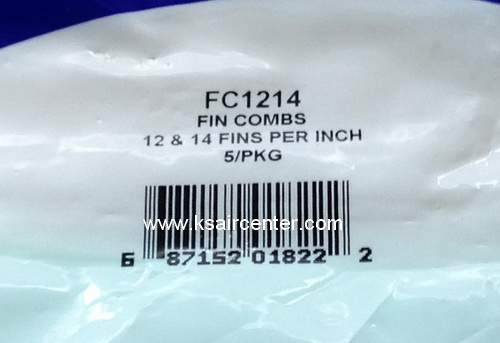 FC1214
FIN COMBS
12 & 14 FINS PER INCH
5/PKG
www.ksaircenter.com
6 87152 01822 2